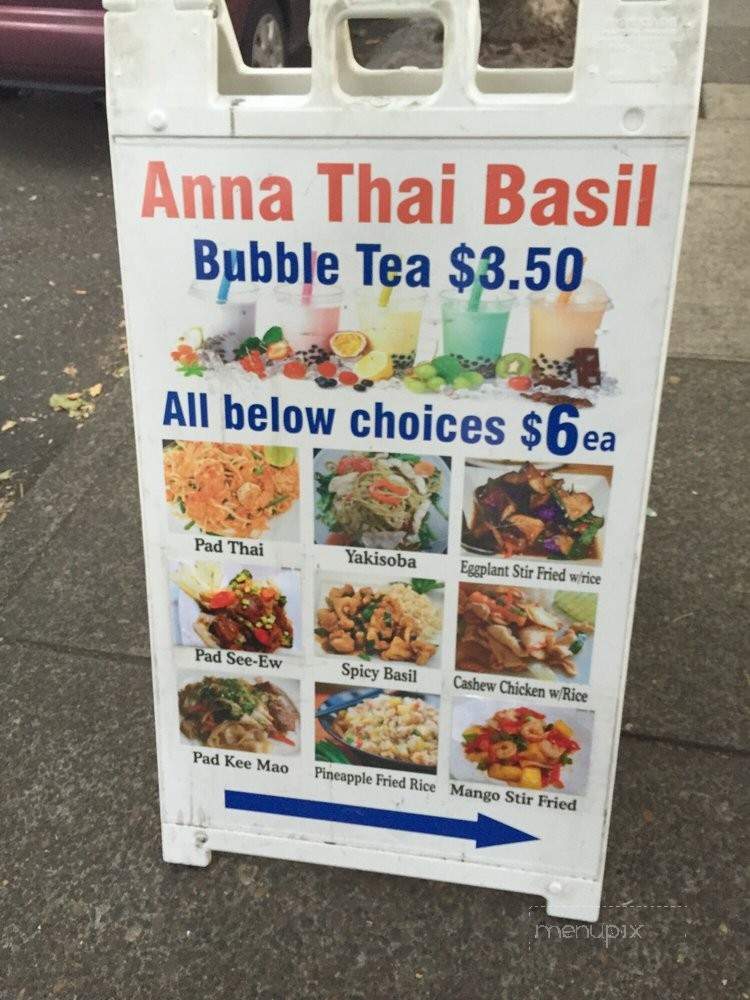 Anna Thai Basil
Bubble Tea $3.50
All below choices $6 ea
Pad Thai
Yakisoba
Eggplant Stir Fried w/rice
Pad See-Ew
Spicy Basil
Cashew Chicken w/Rice
Pad Kee Mao
Pineapple Fried Rice
Mango Stir Fried
menupix